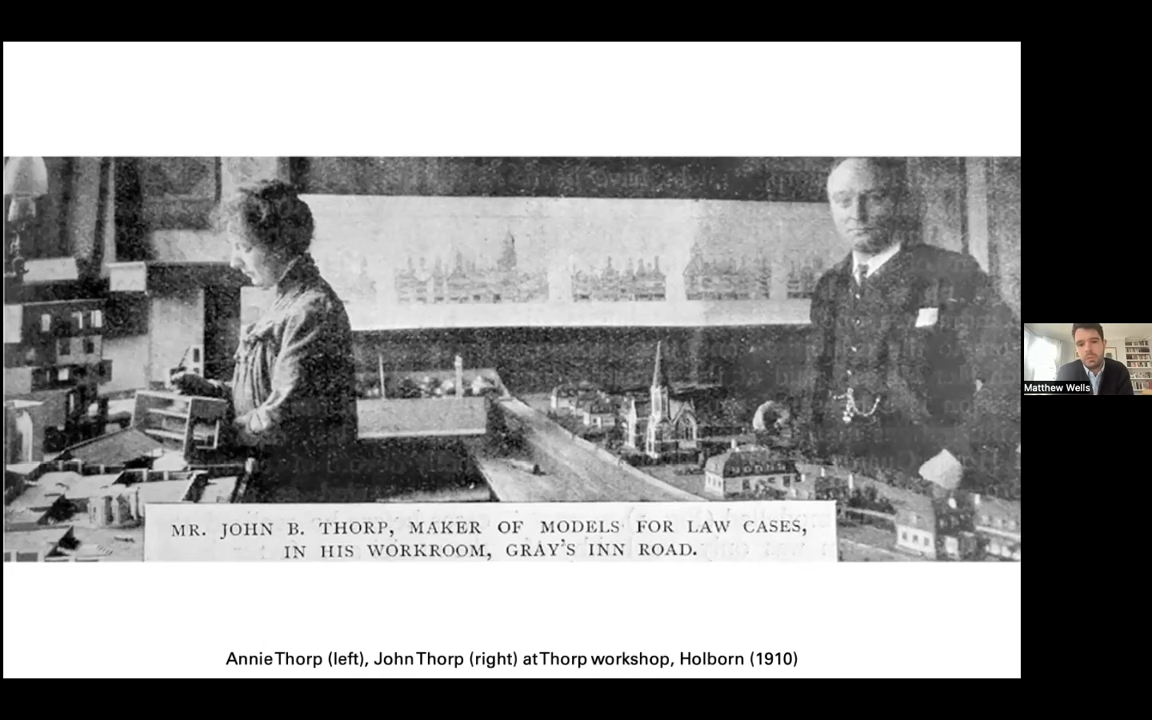 MR. JOHN B. THORP, MAKER OF MODELS FOR LAW CASES,
IN HIS WORKROOM, GRAY'S INN ROAD.
Annie Thorp (left), John Thorp (right) at Thorp workshop, Holborn (1910)
Matthew Wells